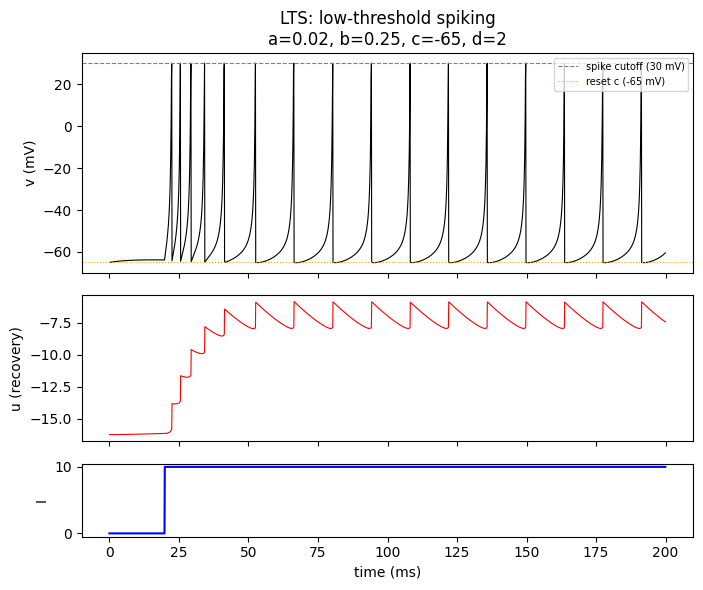 LTS: low-threshold spiking
a=0.02, b=0.25, c=-65, d=2
spike cutoff (30 mV)
reset c (-65 mV)
v (mV)
20
0
−20
−40
−60
u (recovery)
−7.5
−10.0
−12.5
−15.0
I
10
0
0 25 50 75 100 125 150 175 200
time (ms)